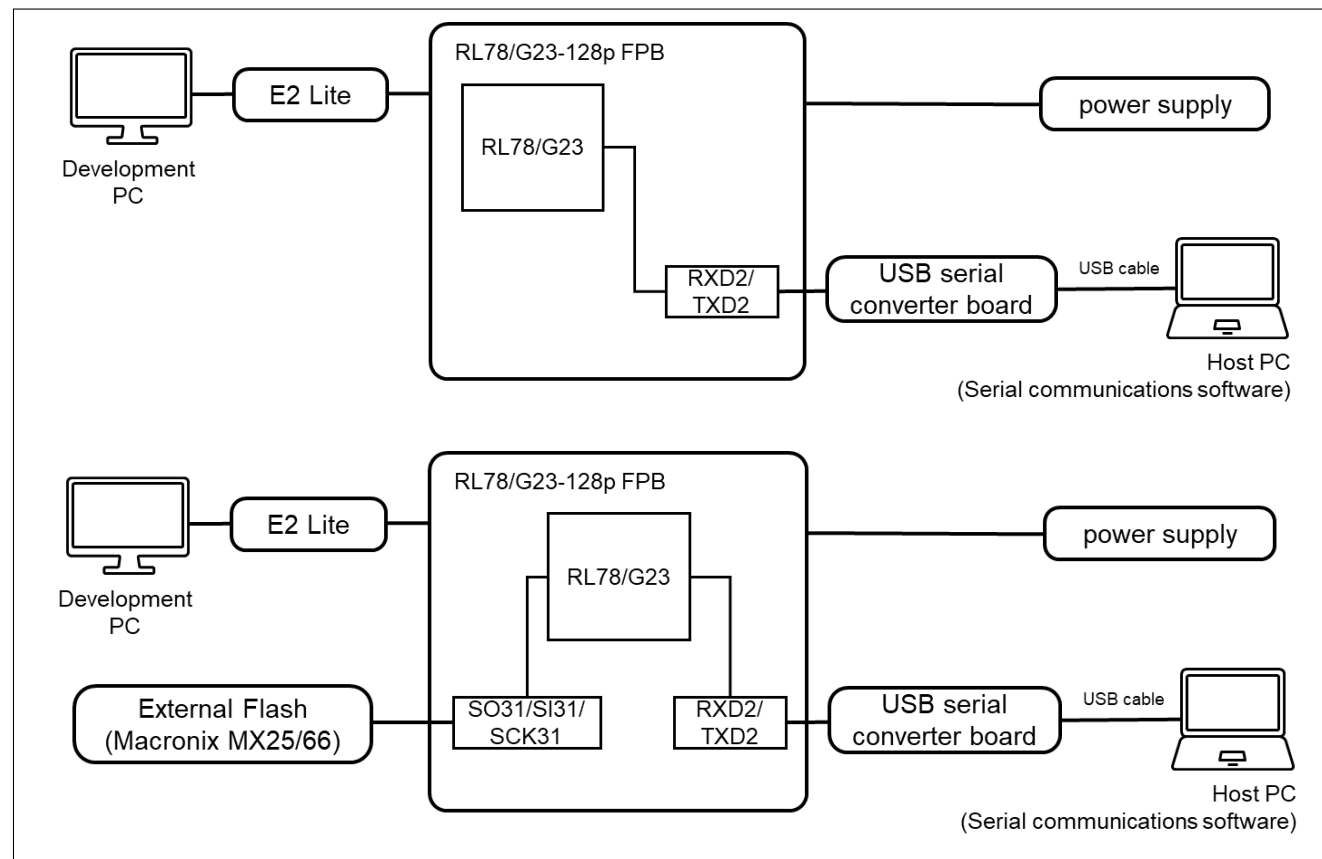 RL78/G23-128p FPB
E2 Lite
power supply
RL78/G23
Development
PC
RXD2/
TXD2
USB serial
converter board
USB cable
Host PC
(Serial communications software)
RL78/G23-128p FPB
E2 Lite
power supply
RL78/G23
Development
PC
External Flash
(Macronix MX25/66)
SO31/SI31/
SCK31
RXD2/
TXD2
USB serial
converter board
USB cable
Host PC
(Serial communications software)